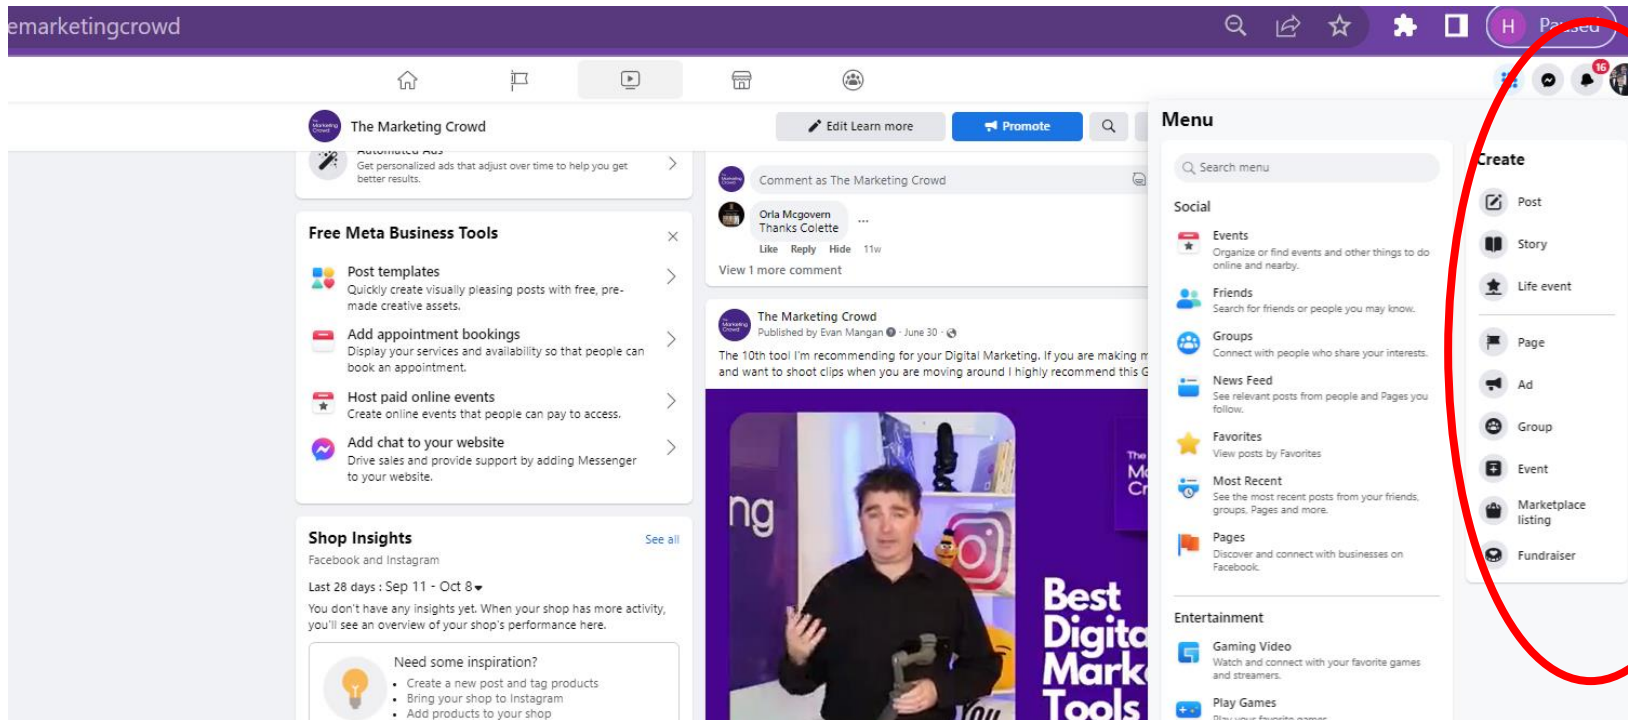 emarketingcrowd
H Paused
16
The Marketing Crowd
Edit Learn more
Promote
Automated Ads
Get personalized ads that adjust over time to help you get
better results.
Free Meta Business Tools
Post templates
Quickly create visually pleasing posts with free, pre-
made creative assets.
Add appointment bookings
Display your services and availability so that people can
book an appointment.
Host paid online events
Create online events that people can pay to access.
Add chat to your website
Drive sales and provide support by adding Messenger
to your website.
Shop Insights
See all
Facebook and Instagram
Last 28 days : Sep 11 - Oct 8
You don't have any insights yet. When your shop has more activity,
you'll see an overview of your shop's performance here.
Need some inspiration?
• Create a new post and tag products
• Bring your shop to Instagram
• Add products to your shop
Comment as The Marketing Crowd
Orla Mcgovern
Thanks Colette
Like Reply Hide 11w
View 1 more comment
The Marketing Crowd
Published by Evan Mangan · June 30 ·
The 10th tool I'm recommending for your Digital Marketing. If you are making m
and want to shoot clips when you are moving around I highly recommend this G
ng
The
Ma
Cr
Best
Digita
Mark
Tools
You
Menu
Search menu
Social
Events
Organize or find events and other things to do
online and nearby.
Friends
Search for friends or people you may know.
Groups
Connect with people who share your interests.
News Feed
See relevant posts from people and Pages you
follow.
Favorites
View posts by Favorites
Most Recent
See the most recent posts from your friends,
groups, Pages and more.
Pages
Discover and connect with businesses on
Facebook.
Entertainment
Gaming Video
Watch and connect with your favorite games
and streamers.
Play Games
Play your favorite games.
Create
Post
Story
Life event
Page
Ad
Group
Event
Marketplace
listing
Fundraiser